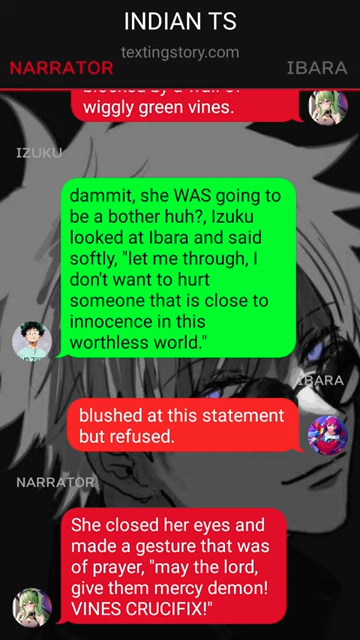 INDIAN TS
textingstory.com
NARRATOR
IBARA
wiggly green vines.
IZUKU
dammit, she WAS going to
be a bother huh?, Izuku
looked at Ibara and said
softly, "let me through, I
don't want to hurt
someone that is close to
innocence in this
worthless world."
IBARA
blushed at this statement
but refused.
NARRATOR
She closed her eyes and
made a gesture that was
of prayer, "may the lord,
give them mercy demon!
VINES CRUCIFIX!"